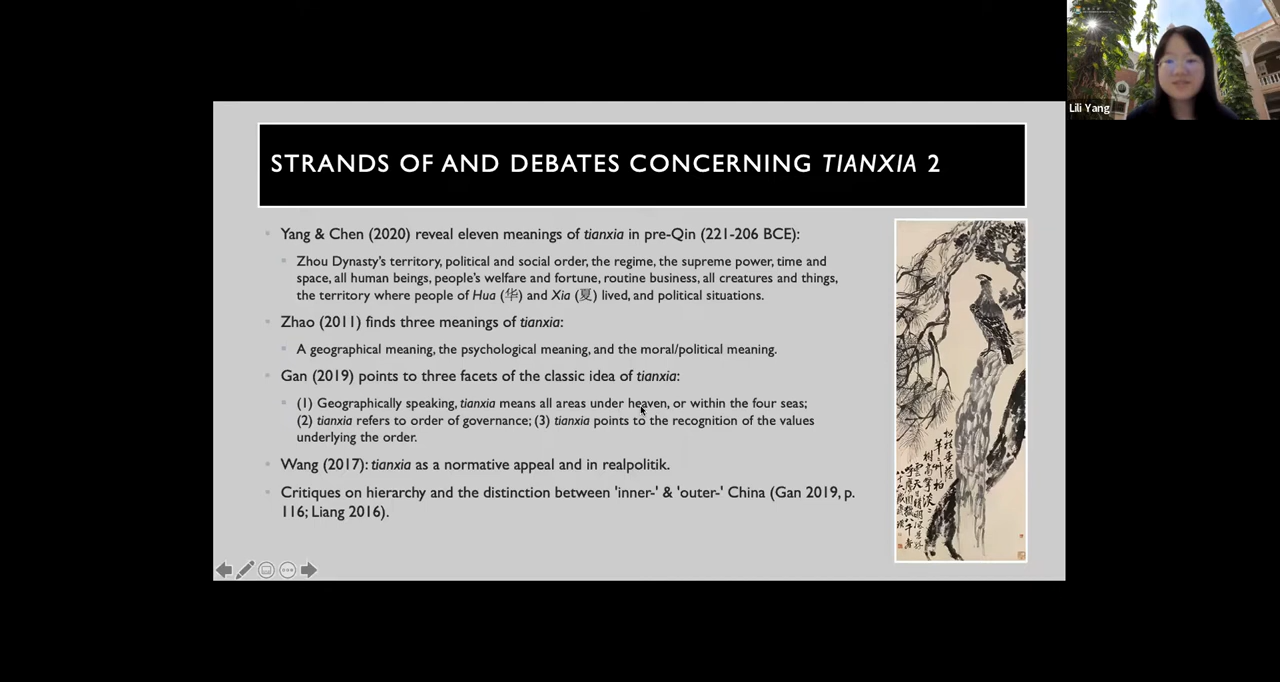 Lili Yang
STRANDS OF AND DEBATES CONCERNING TIANXIA 2
Yang & Chen (2020) reveal eleven meanings of tianxia in pre-Qin (221-206 BCE):
Zhou Dynasty's territory, political and social order, the regime, the supreme power, time and
space, all human beings, people's welfare and fortune, routine business, all creatures and things,
the territory where people of Hua (华) and Xia (夏) lived, and political situations.
Zhao (2011) finds three meanings of tianxia:
A geographical meaning, the psychological meaning, and the moral/political meaning.
Gan (2019) points to three facets of the classic idea of tianxia:
(1) Geographically speaking, tianxia means all areas under heaven, or within the four seas;
(2) tianxia refers to order of governance; (3) tianxia points to the recognition of the values
underlying the order.
Wang (2017): tianxia as a normative appeal and in realpolitik.
Critiques on hierarchy and the distinction between 'inner-' & 'outer-' China (Gan 2019, p.
116; Liang 2016).